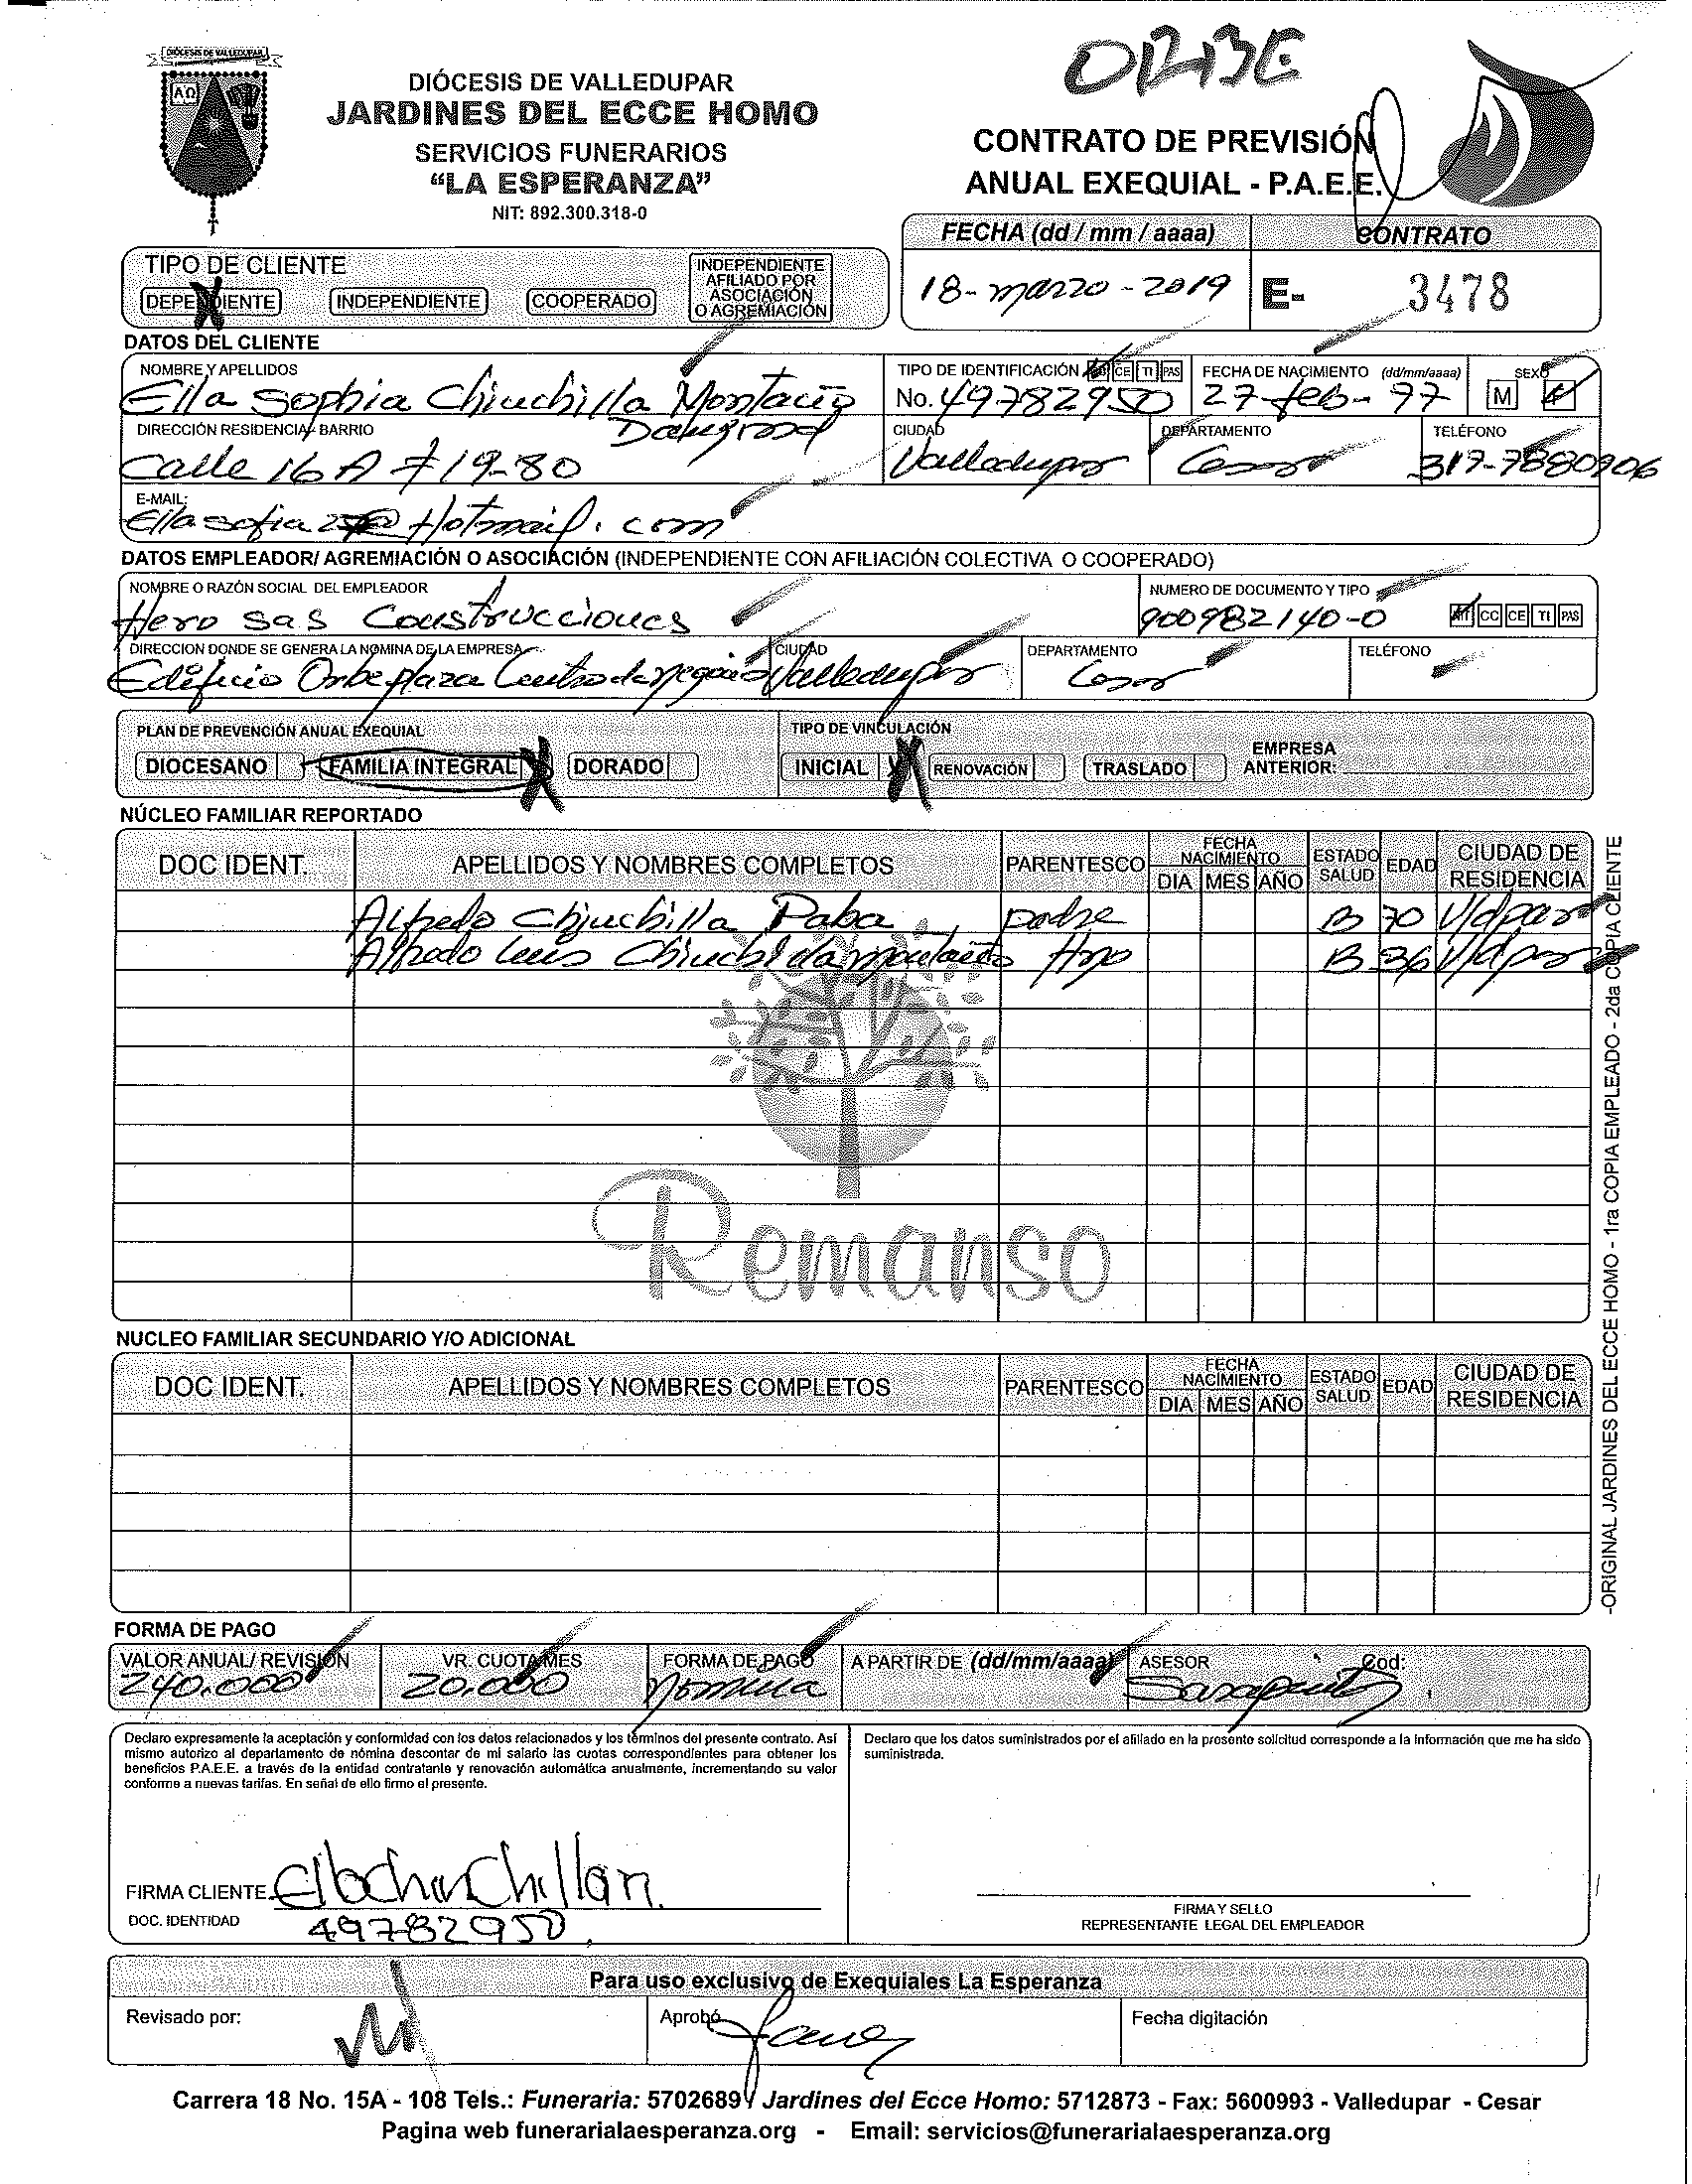 DIÓCESIS DE VALLEDUPAR
ΑΩ
DIÓCESIS DE VALLEDUPAR
JARDINES DEL ECCE HOMO
SERVICIOS FUNERARIOS
“LA ESPERANZA”
NIT: 892.300.318-0
ORBE
CONTRATO DE PREVISIÓN
ANUAL EXEQUIAL - P.A.E.E.
FECHA (dd / mm / aaaa) CONTRATO
18-marzo-2019 E- 3478
TIPO DE CLIENTE
DEPENDIENTE INDEPENDIENTE COOPERADO INDEPENDIENTE AFILIADO POR ASOCIACIÓN O AGREMIACIÓN
DATOS DEL CLIENTE
NOMBRE Y APELLIDOS TIPO DE IDENTIFICACIÓN CE TI PAS FECHA DE NACIMIENTO (dd/mm/aaaa) SEXO
Ella Sophia Chinchilla Montaño No. 49782950 27-feb-97 M F
DIRECCIÓN RESIDENCIA/ BARRIO CIUDAD DEPARTAMENTO TELÉFONO
Calle 16 A # 19-80 Valledupar Cesar 317-7880906
E-MAIL:
Ellasofia27@Hotmail.com
DATOS EMPLEADOR/ AGREMIACIÓN O ASOCIACIÓN (INDEPENDIENTE CON AFILIACIÓN COLECTIVA O COOPERADO)
NOMBRE O RAZÓN SOCIAL DEL EMPLEADOR NUMERO DE DOCUMENTO Y TIPO
Hero sas Construcciones 900982140-0 NIT CC CE TI PAS
DIRECCION DONDE SE GENERA LA NOMINA DE LA EMPRESA CIUDAD DEPARTAMENTO TELÉFONO
Edificio Orbe plaza Centro de negocios Valledupar Cesar
PLAN DE PREVENCIÓN ANUAL EXEQUIAL TIPO DE VINCULACIÓN
DIOCESANO FAMILIA INTEGRAL X DORADO INICIAL X RENOVACIÓN TRASLADO EMPRESA ANTERIOR:
NÚCLEO FAMILIAR REPORTADO
DOC IDENT. APELLIDOS Y NOMBRES COMPLETOS PARENTESCO FECHA NACIMIENTO DIA MES AÑO ESTADO SALUD EDAD CIUDAD DE RESIDENCIA
Alfredo Chinchilla Paba padre B 70 V/dpar
Alfredo Luis Chinchilla montaño Hno B 36 V/dpar
Remanso
NUCLEO FAMILIAR SECUNDARIO Y/O ADICIONAL
DOC IDENT. APELLIDOS Y NOMBRES COMPLETOS PARENTESCO FECHA NACIMIENTO DIA MES AÑO ESTADO SALUD EDAD CIUDAD DE RESIDENCIA
-ORIGINAL JARDINES DEL ECCE HOMO - 1ra COPIA EMPLEADO - 2da COPIA CLIENTE
FORMA DE PAGO
VALOR ANUAL/ REVISIÓN VR. CUOTA MES FORMA DE PAGO A PARTIR DE (dd/mm/aaaa) ASESOR Cod:
240.000 20.000 Nomina
Declaro expresamente la aceptación y conformidad con los datos relacionados y los términos del presente contrato. Así
mismo autorizo al departamento de nómina descontar de mi salario las cuotas correspondientes para obtener los
beneficios P.A.E.E. a través de la entidad contratante y renovación automática anualmente, incrementando su valor
conforme a nuevas tarifas. En señal de ello firmo el presente.
Declaro que los datos suministrados por el afiliado en la presente solicitud corresponde a la información que me ha sido
suministrada.
FIRMA CLIENTE
DOC. IDENTIDAD 49782950
FIRMA Y SELLO
REPRESENTANTE LEGAL DEL EMPLEADOR
Para uso exclusivo de Exequiales La Esperanza
Revisado por: Aprobó Fecha digitación
Carrera 18 No. 15A - 108 Tels.: Funeraria: 5702689 Jardines del Ecce Homo: 5712873 - Fax: 5600993 - Valledupar - Cesar
Pagina web funerarialaesperanza.org - Email: servicios@funerarialaesperanza.org